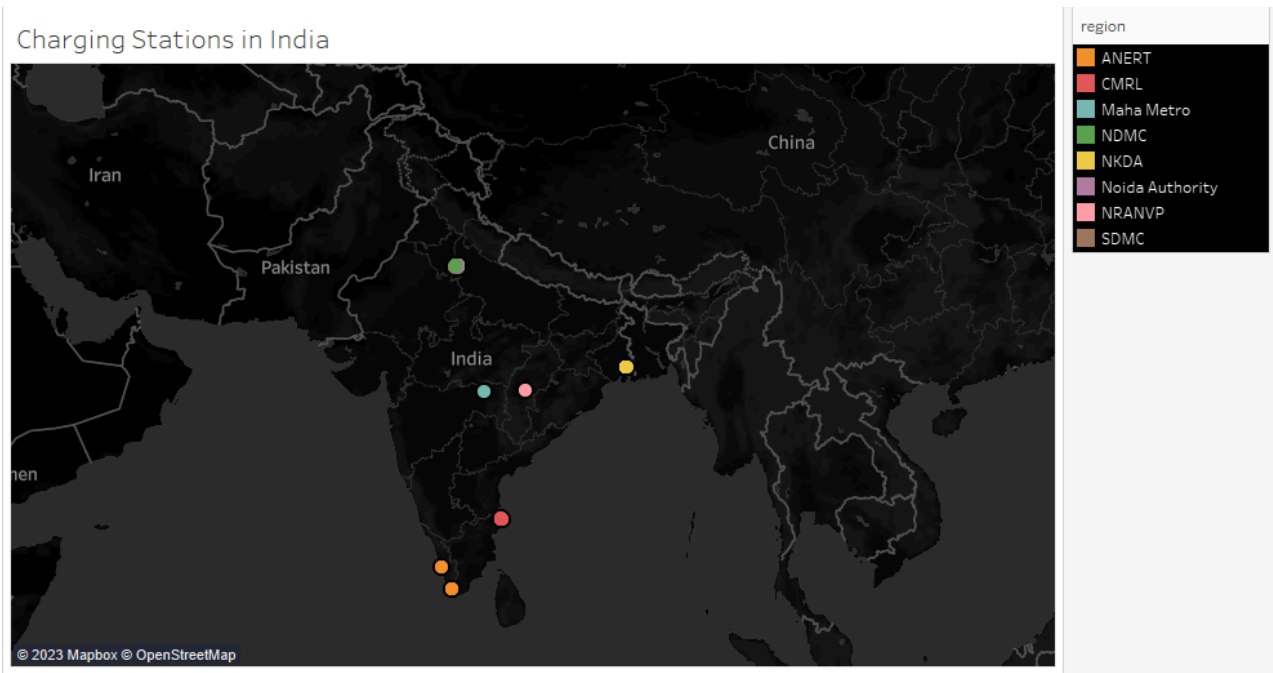 Charging Stations in India
region
ANERT
CMRL
Maha Metro
NDMC
NKDA
Noida Authority
NRANVP
SDMC
China
Iran
Pakistan
India
nen
© 2023 Mapbox © OpenStreetMap